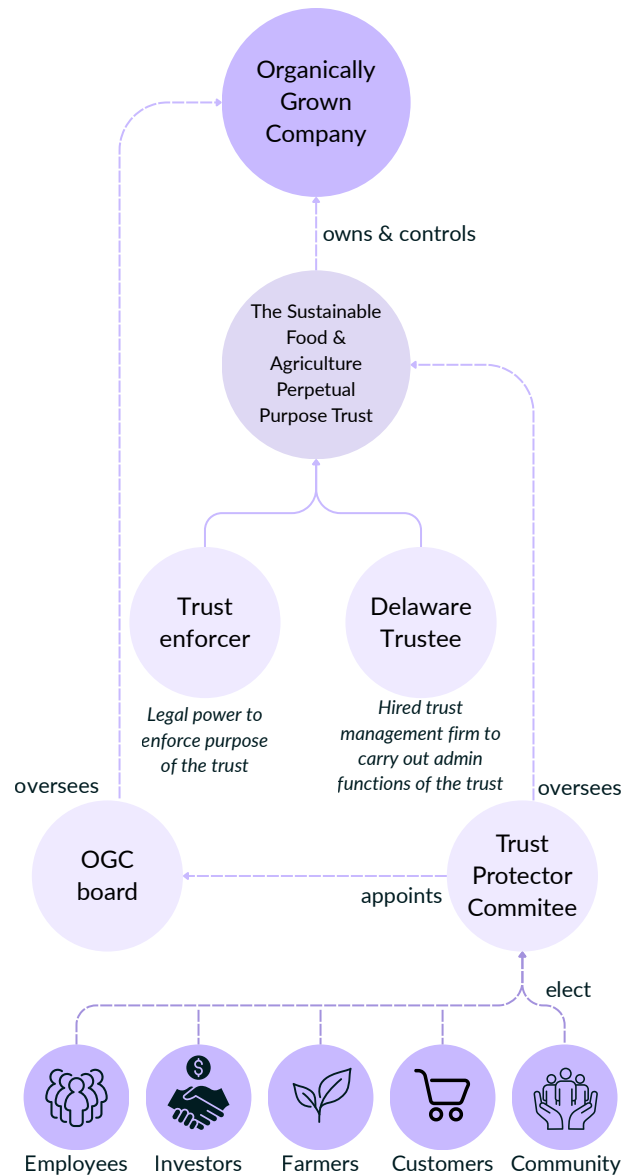 Organically
Grown
Company
owns & controls
The Sustainable
Food &
Agriculture
Perpetual
Purpose Trust
Trust
enforcer
Delaware
Trustee
Legal power to
enforce purpose
of the trust
Hired trust
management firm to
carry out admin
functions of the trust
oversees
oversees
OGC
board
appoints
Trust
Protector
Commitee
elect
$
Employees
Investors
Farmers
Customers
Community